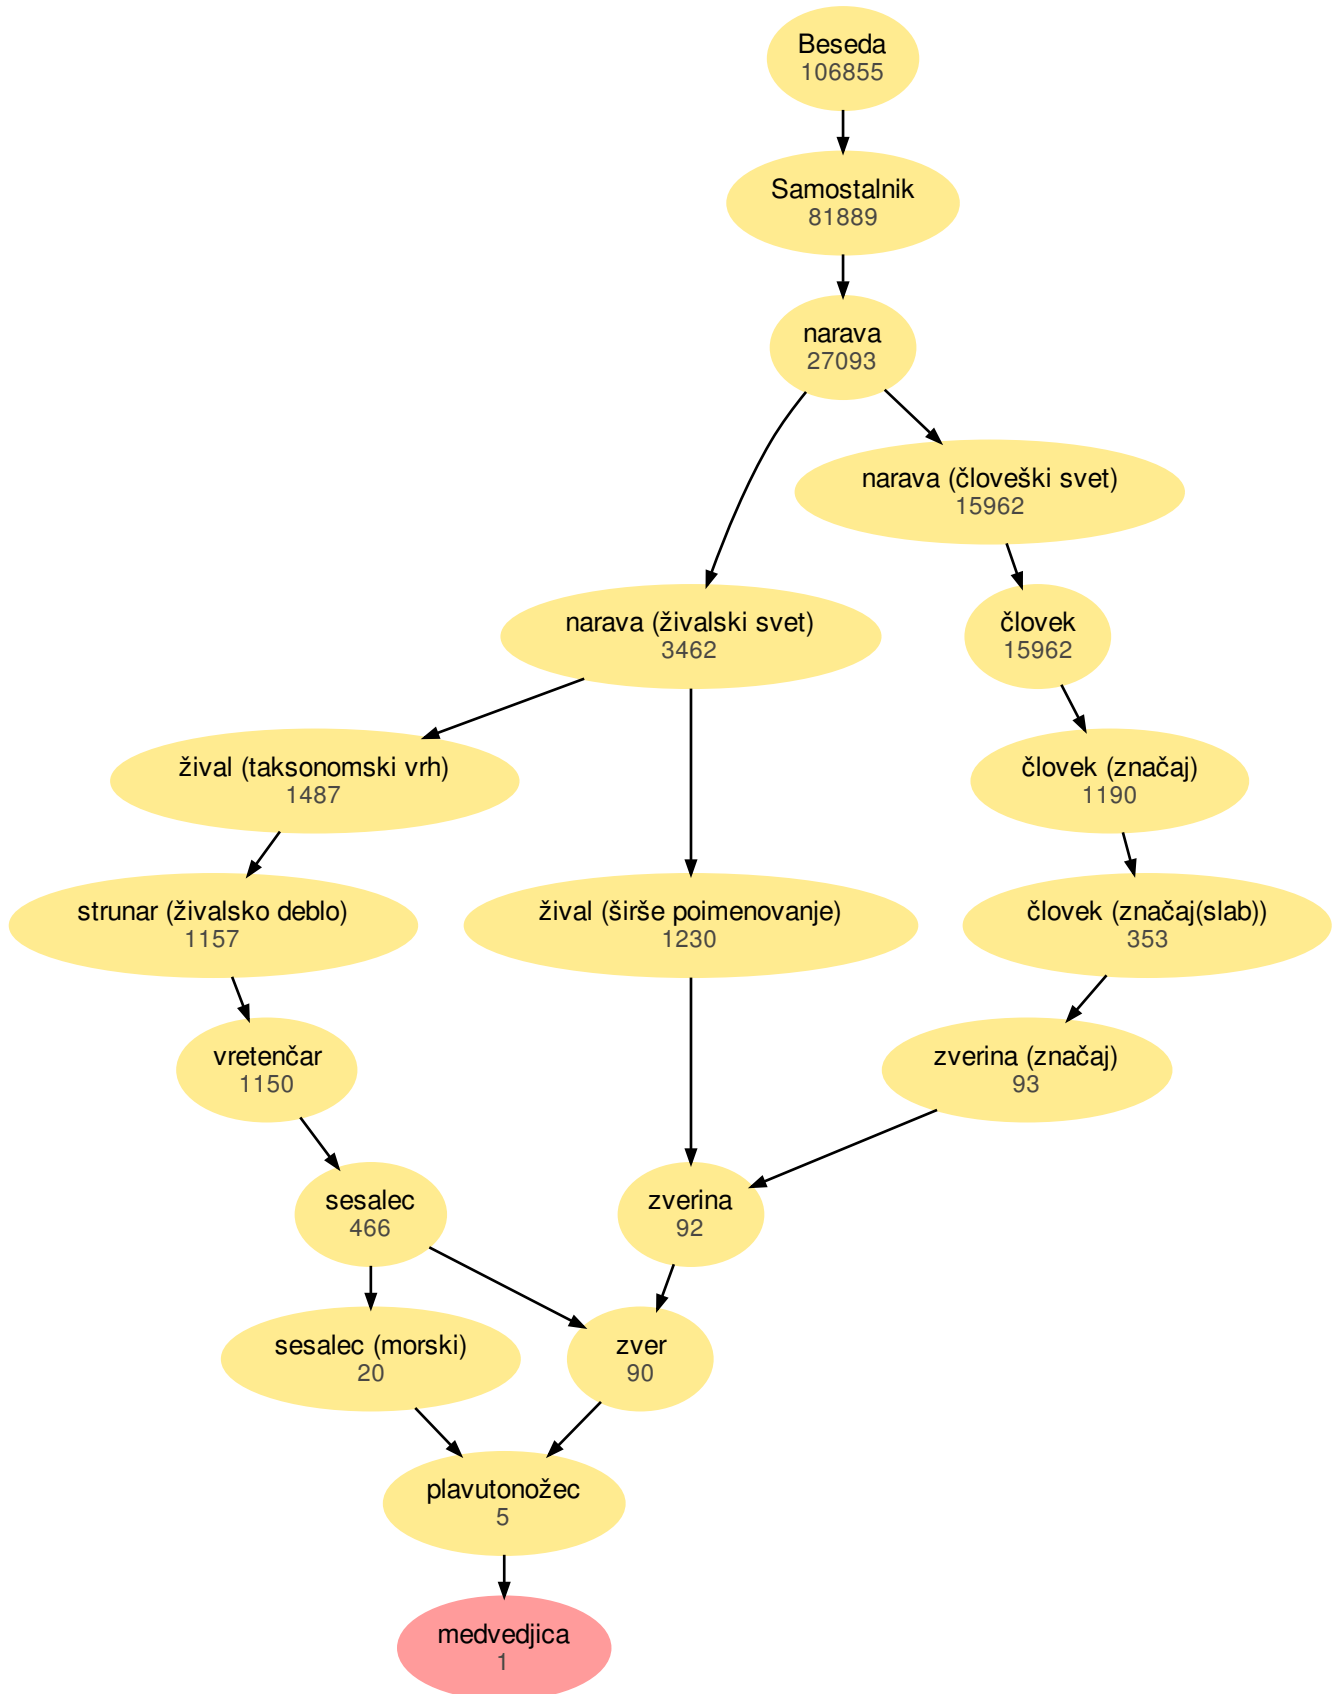 Beseda
106855
Samostalnik
81889
narava
27093
narava (človeški svet)
15962
narava (živalski svet)
3462
človek
15962
žival (taksonomski vrh)
1487
človek (značaj)
1190
strunar (živalsko deblo)
1157
žival (širše poimenovanje)
1230
človek (značaj(slab))
353
vretenčar
1150
zverina (značaj)
93
sesalec
466
zverina
92
sesalec (morski)
20
zver
90
plavutonožec
5
medvedjica
1